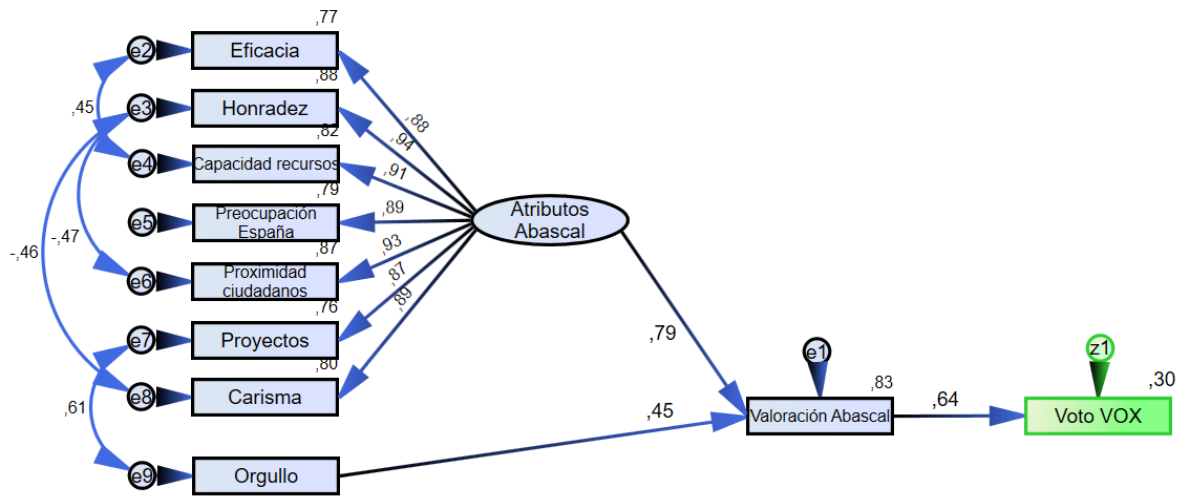 ,77
e2
Eficacia
,88
,45
e3
Honradez
,88
,82
,94
e4
Capacidad recursos
,91
,79
e5
Preocupación
España
,89
Atributos
Abascal
-,46
-,47
,87
,93
e6
Proximidad
ciudadanos
,87
,76
,89
e7
Proyectos
,79
e1
z1
,80
e8
Carisma
,83
,30
,61
,45
Valoración Abascal
,64
Voto VOX
e9
Orgullo